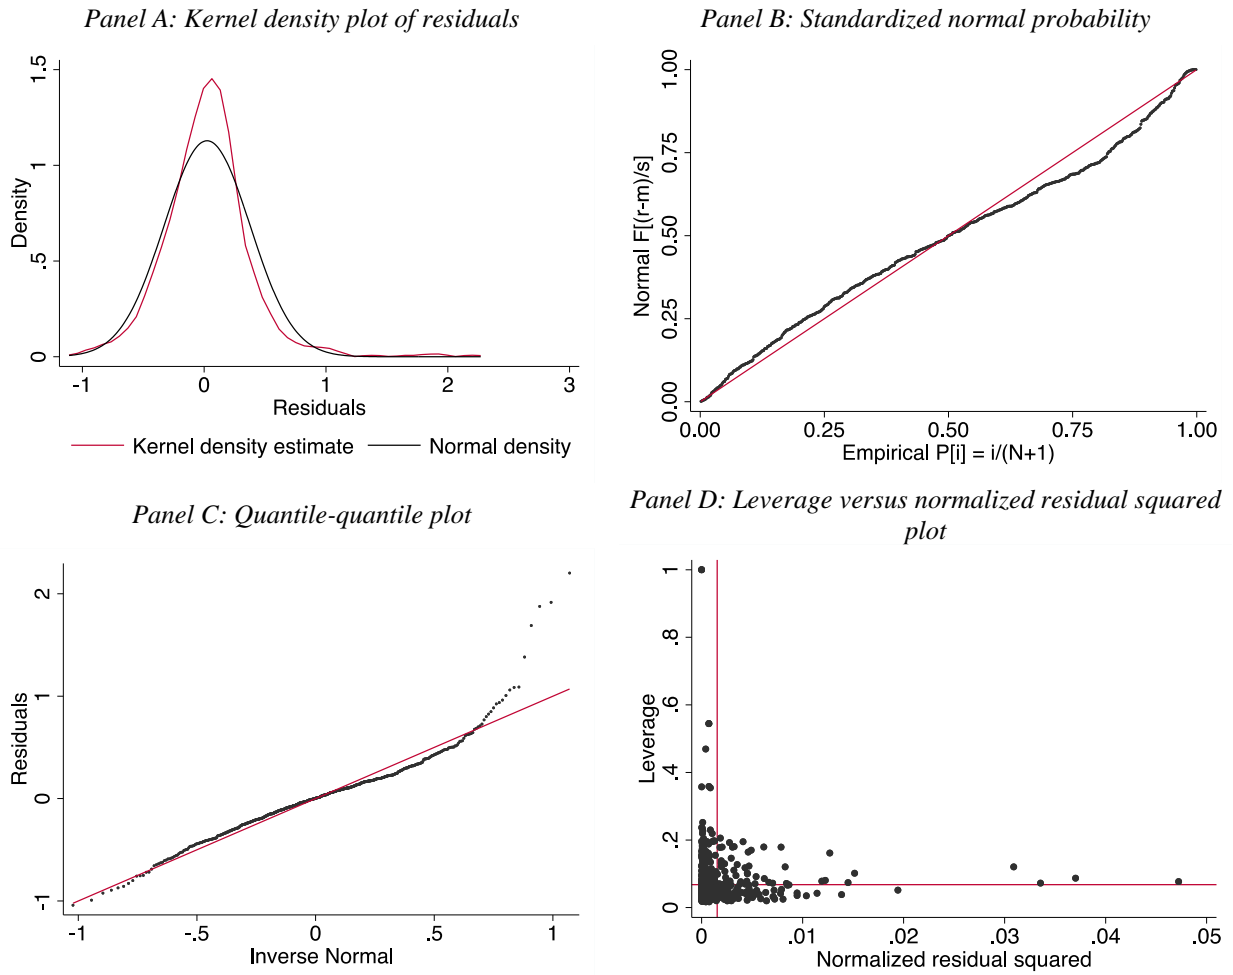 Panel A: Kernel density plot of residuals
1.5
1
.5
0
Density
-1 0 1 2 3
Residuals
Kernel density estimate Normal density
Panel B: Standardized normal probability
1.00
0.75
0.50
0.25
0.00
Normal F[(r-m)/s]
0.00 0.25 0.50 0.75 1.00
Empirical P[i] = i/(N+1)
Panel C: Quantile-quantile plot
2
1
0
-1
Residuals
-1 -.5 0 .5 1
Inverse Normal
Panel D: Leverage versus normalized residual squared
plot
1
.8
.6
.4
.2
0
Leverage
0 .01 .02 .03 .04 .05
Normalized residual squared